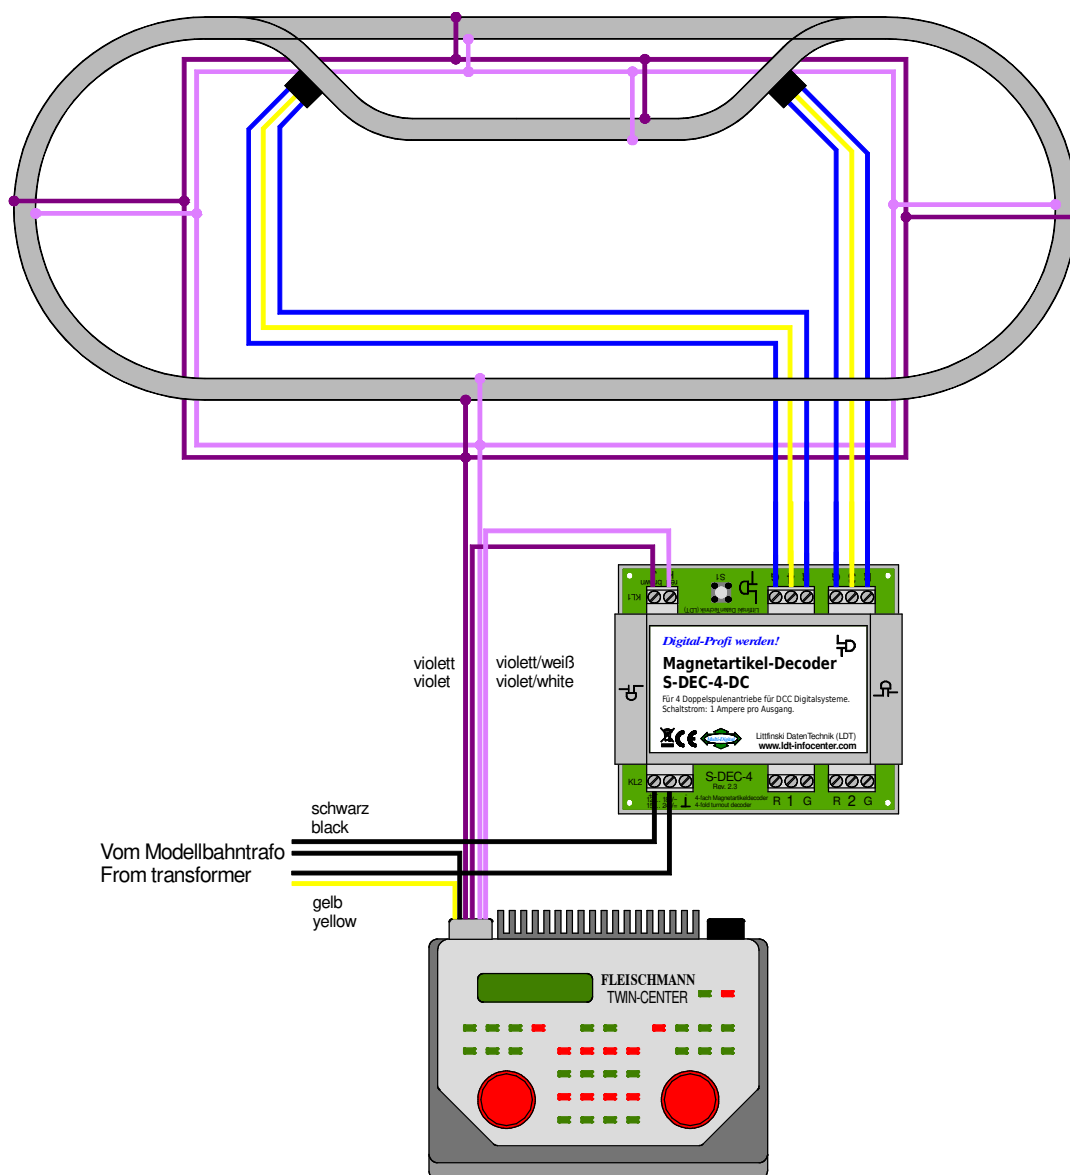 S1
KL1
Littfinski DatenTechnik (LDT)
Digital-Profi werden!
Magnetartikel-Decoder
S-DEC-4-DC
Für 4 Doppelspulenantriebe für DCC Digitalsysteme.
Schaltstrom: 1 Ampere pro Ausgang.
Littfinski DatenTechnik (LDT)
www.ldt-infocenter.com
violett
violet
violett/weiß
violet/white
KL2
S-DEC-4
Rev. 2.3
4-fach Magnetartikeldecoder
4-fold turnout decoder
R 1 G
R 2 G
schwarz
black
Vom Modellbahntrafo
From transformer
gelb
yellow
FLEISCHMANN
TWIN-CENTER